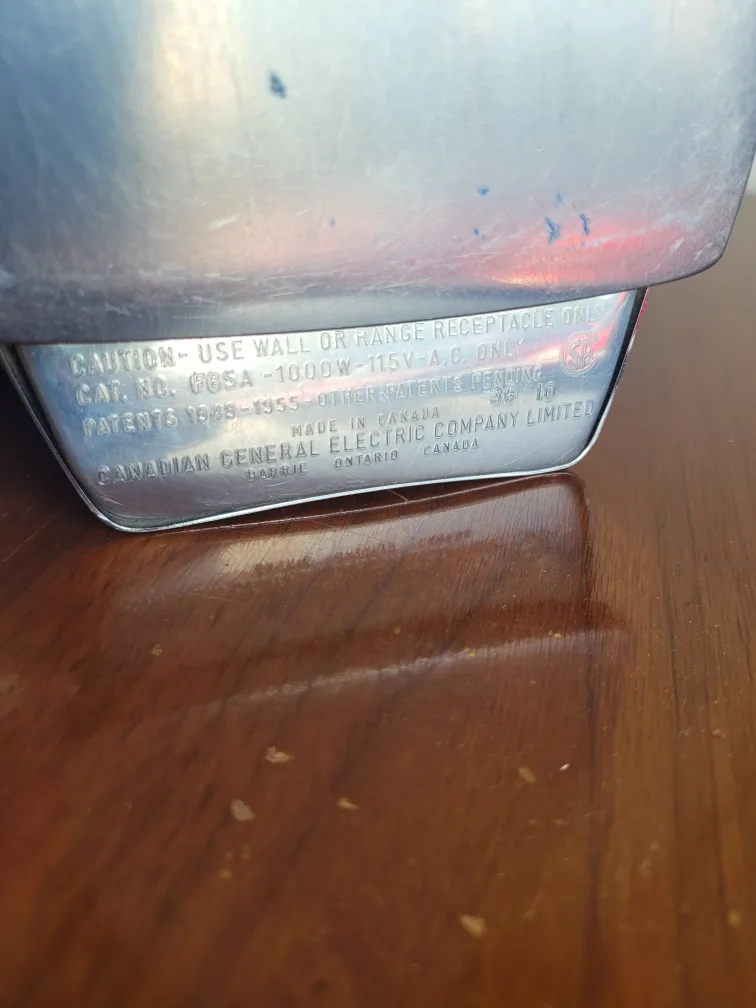 CAUTION- USE WALL OR RANGE RECEPTACLE ONLY
CAT. NO. F8SA -1000W-115V-A.C. ONLY
PATENTS 1949-1955-OTHER PATENTS PENDING
36 10
MADE IN CANADA
CANADIAN GENERAL ELECTRIC COMPANY LIMITED
BARRIE ONTARIO CANADA